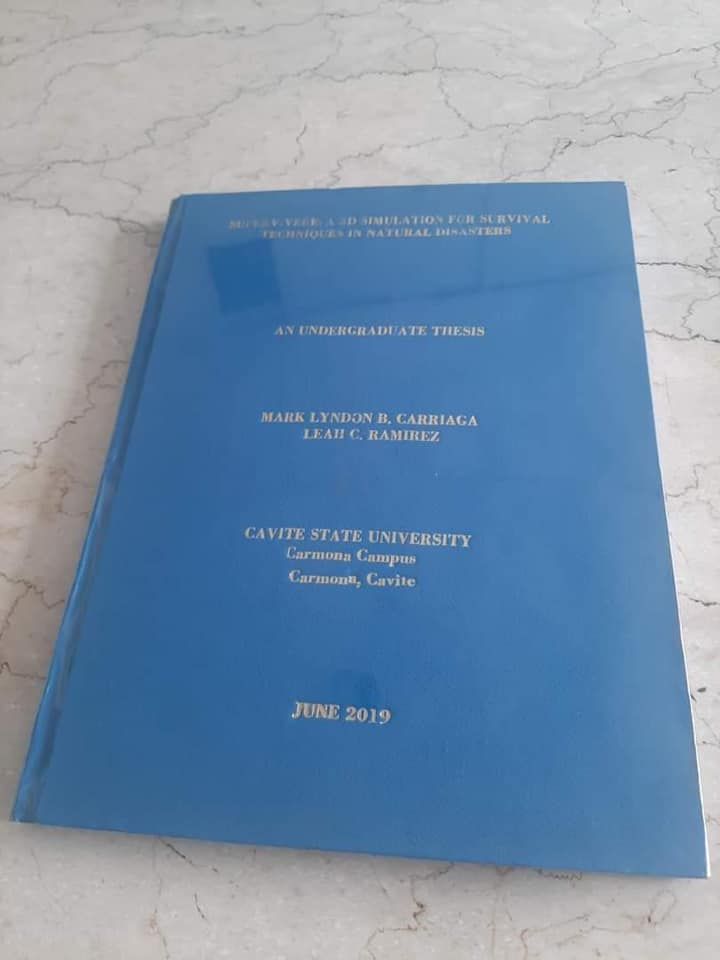 A 3D SIMULATION FOR SURVIVAL
TECHNIQUES IN NATURAL DISASTERS
AN UNDERGRADUATE THESIS
MARK LYNDON B. CARRIAGA
LEAH C. RAMIREZ
CAVITE STATE UNIVERSITY
Carmona Campus
Carmona, Cavite
JUNE 2019